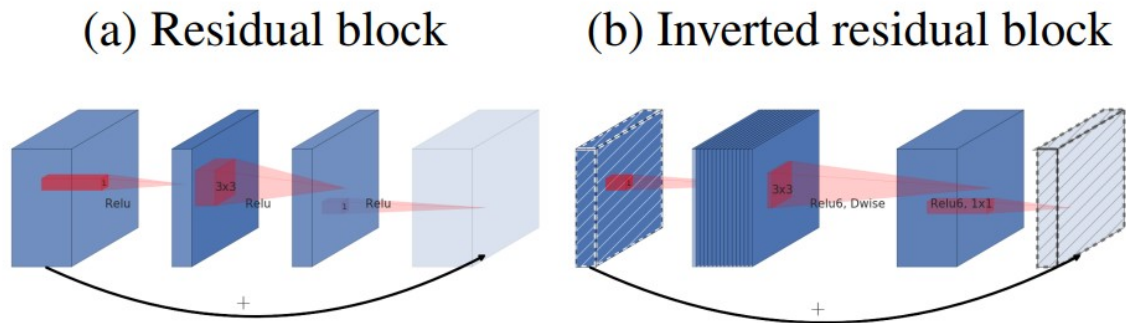 (a) Residual block
(b) Inverted residual block
1
Relu
3x3
Relu
1
Relu
+
1
3x3
Relu6, Dwise
Relu6, 1x1
+